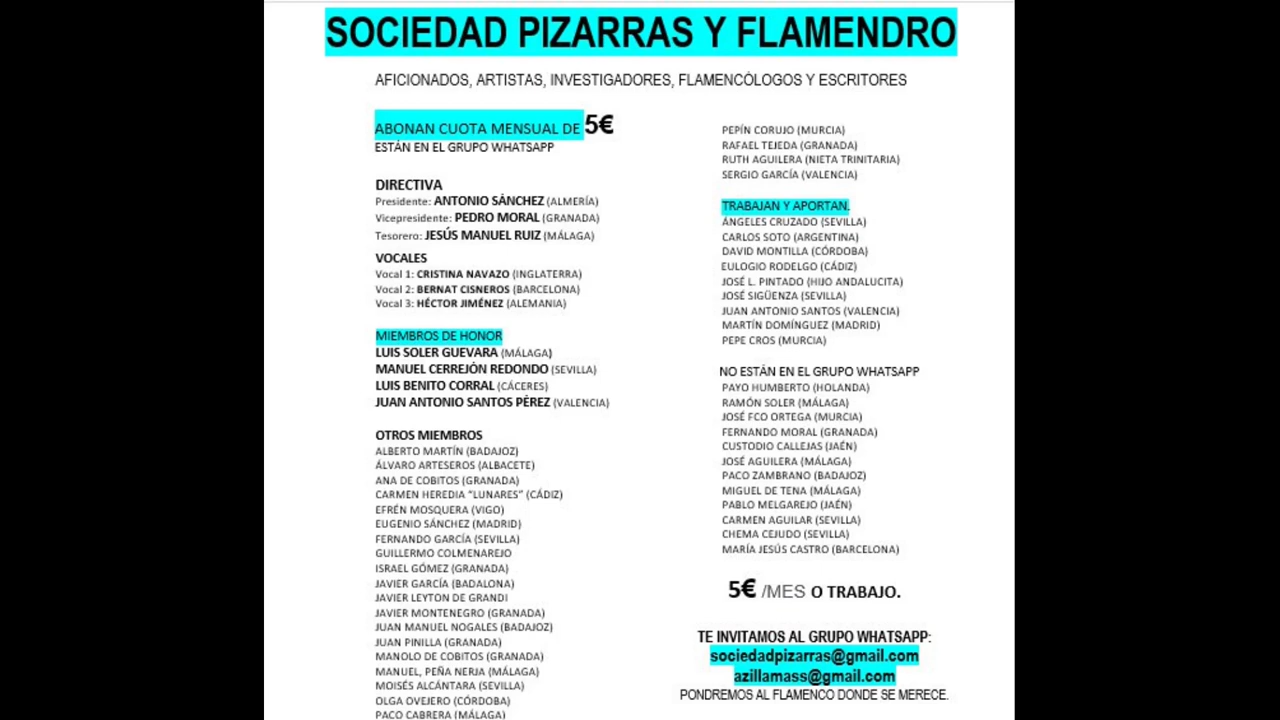 SOCIEDAD PIZARRAS Y FLAMENDRO
AFICIONADOS, ARTISTAS, INVESTIGADORES, FLAMENCÓLOGOS Y ESCRITORES
ABONAN CUOTA MENSUAL DE 5€
ESTÁN EN EL GRUPO WHATSAPP
DIRECTIVA
Presidente: ANTONIO SÁNCHEZ (ALMERÍA)
Vicepresidente: PEDRO MORAL (GRANADA)
Tesorero: JESÚS MANUEL RUIZ (MÁLAGA)
VOCALES
Vocal 1: CRISTINA NAVAZO (INGLATERRA)
Vocal 2: BERNAT CISNEROS (BARCELONA)
Vocal 3: HÉCTOR JIMÉNEZ (ALEMANIA)
MIEMBROS DE HONOR
LUIS SOLER GUEVARA (MÁLAGA)
MANUEL CERREJÓN REDONDO (SEVILLA)
LUIS BENITO CORRAL (CÁCERES)
JUAN ANTONIO SANTOS PÉREZ (VALENCIA)
OTROS MIEMBROS
ALBERTO MARTÍN (BADAJOZ)
ÁLVARO ARTESEROS (ALBACETE)
ANA DE COBITOS (GRANADA)
CARMEN HEREDIA “LUNARES” (CÁDIZ)
EFRÉN MOSQUERA (VIGO)
EUGENIO SÁNCHEZ (MADRID)
FERNANDO GARCÍA (SEVILLA)
GUILLERMO COLMENAREJO
ISRAEL GÓMEZ (GRANADA)
JAVIER GARCÍA (BADALONA)
JAVIER LEYTON DE GRANDI
JAVIER MONTENEGRO (GRANADA)
JUAN MANUEL NOGALES (BADAJOZ)
JUAN PINILLA (GRANADA)
MANOLO DE COBITOS (GRANADA)
MANUEL, PEÑA NERJA (MÁLAGA)
MOISÉS ALCÁNTARA (SEVILLA)
OLGA OVEJERO (CÓRDOBA)
PACO CABRERA (MÁLAGA)
PEPÍN CORUJO (MURCIA)
RAFAEL TEJEDA (GRANADA)
RUTH AGUILERA (NIETA TRINITARIA)
SERGIO GARCÍA (VALENCIA)
TRABAJAN Y APORTAN.
ÁNGELES CRUZADO (SEVILLA)
CARLOS SOTO (ARGENTINA)
DAVID MONTILLA (CÓRDOBA)
EULOGIO RODELGO (CÁDIZ)
JOSÉ L. PINTADO (HIJO ANDALUCITA)
JOSÉ SIGÜENZA (SEVILLA)
JUAN ANTONIO SANTOS (VALENCIA)
MARTÍN DOMÍNGUEZ (MADRID)
PEPE CROS (MURCIA)
NO ESTÁN EN EL GRUPO WHATSAPP
PAYO HUMBERTO (HOLANDA)
RAMÓN SOLER (MÁLAGA)
JOSÉ FCO ORTEGA (MURCIA)
FERNANDO MORAL (GRANADA)
CUSTODIO CALLEJAS (JAÉN)
JOSÉ AGUILERA (MÁLAGA)
PACO ZAMBRANO (BADAJOZ)
MIGUEL DE TENA (MÁLAGA)
PABLO MELGAREJO (JAÉN)
CARMEN AGUILAR (SEVILLA)
CHEMA CEJUDO (SEVILLA)
MARÍA JESÚS CASTRO (BARCELONA)
5€ /MES O TRABAJO.
TE INVITAMOS AL GRUPO WHATSAPP:
sociedadpizarras@gmail.com
azillamass@gmail.com
PONDREMOS AL FLAMENCO DONDE SE MERECE.